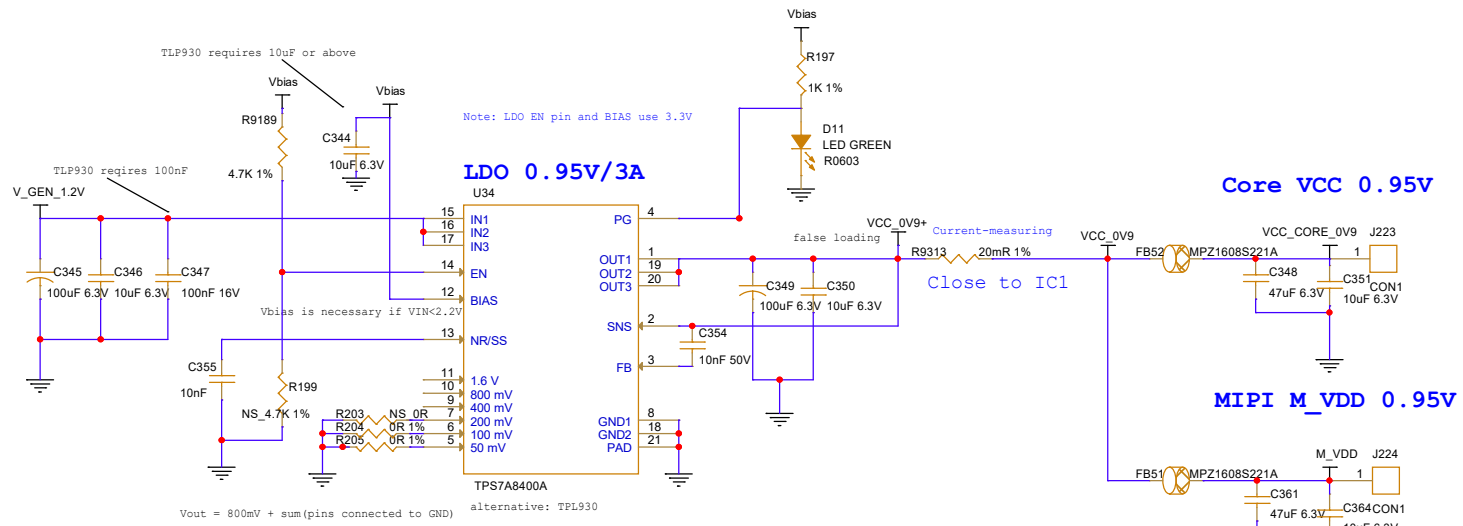 TLP930 requires 10uF or above
Vbias
Vbias
R9189
4.7K 1%
C344
10uF 6.3V
Vbias
R197
1K 1%
D11
LED GREEN
R0603
Note: LDO EN pin and BIAS use 3.3V
TLP930 reqires 100nF
V_GEN_1.2V
LDO 0.95V/3A
U34
Core VCC 0.95V
C345
100uF 6.3V
C346
10uF 6.3V
C347
100nF 16V
15
16
17
14
12
13
11
10
9
7
6
5
IN1
IN2
IN3
EN
BIAS
NR/SS
1.6 V
800 mV
400 mV
200 mV
100 mV
50 mV
PG
OUT1
OUT2
OUT3
SNS
FB
GND1
GND2
PAD
4
1
19
20
2
3
8
18
21
Vbias is necessary if VIN<2.2V
C355
10nF
R199
NS_4.7K 1%
R203 NS_0R
R204 0R 1%
R205 0R 1%
TPS7A8400A
alternative: TPL930
Vout = 800mV + sum(pins connected to GND)
false loading
VCC_0V9+
Current-measuring
R9313
20mR 1%
Close to IC1
C349
100uF 6.3V
C350
10uF 6.3V
C354
10nF 50V
VCC_0V9
FB52
MPZ1608S221A
VCC_CORE_0V9
J223
1
CON1
C348
47uF 6.3V
C351
10uF 6.3V
MIPI M_VDD 0.95V
FB51
MPZ1608S221A
M_VDD
J224
1
CON1
C361
47uF 6.3V
C364
10uF 6.3V